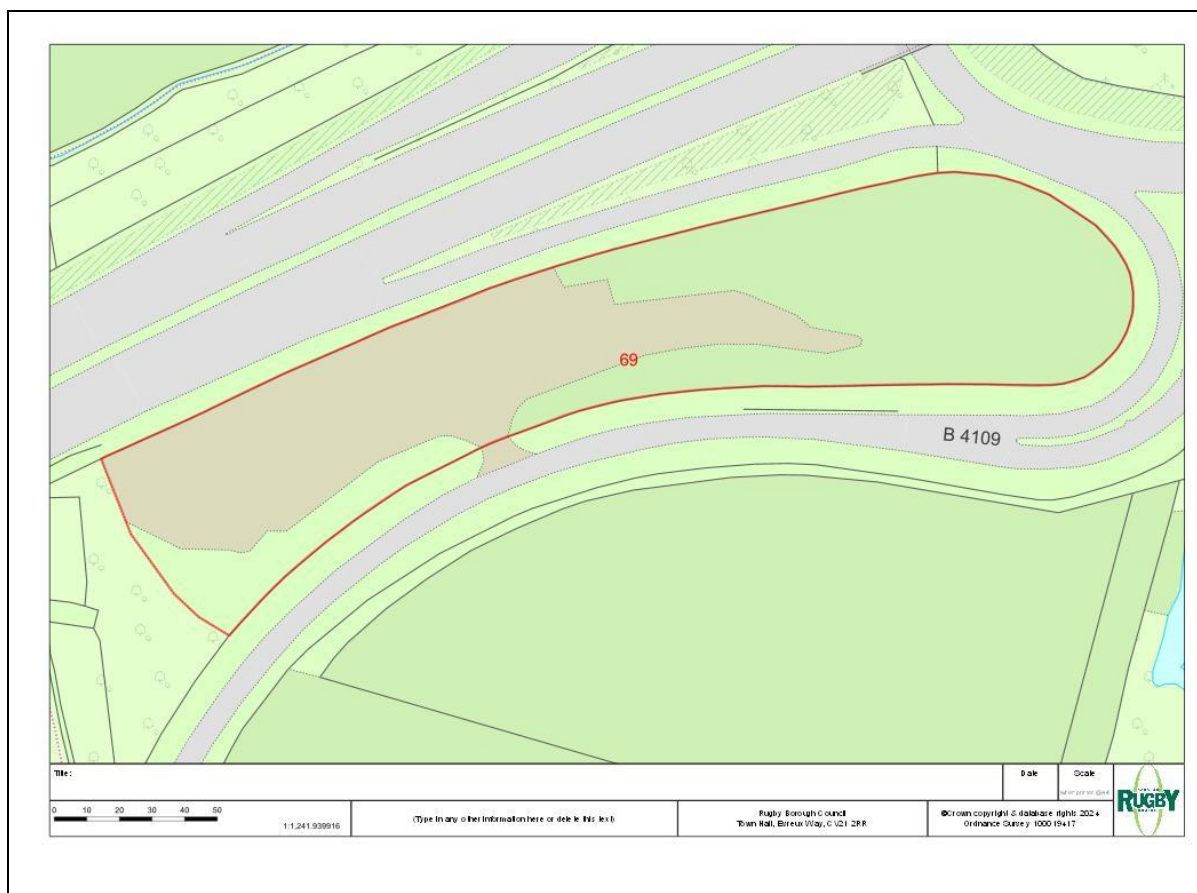 69
B 4109
Title:
Date
Scale
0 10 20 30 40 50
1:1,241.939916
(Type in any other information here or delete this text)
Rugby Borough Council
Town Hall, Evreux Way, CV21 2RR
©Crown copyright & database rights 2024
Ordnance Survey 100019417
RUGBY